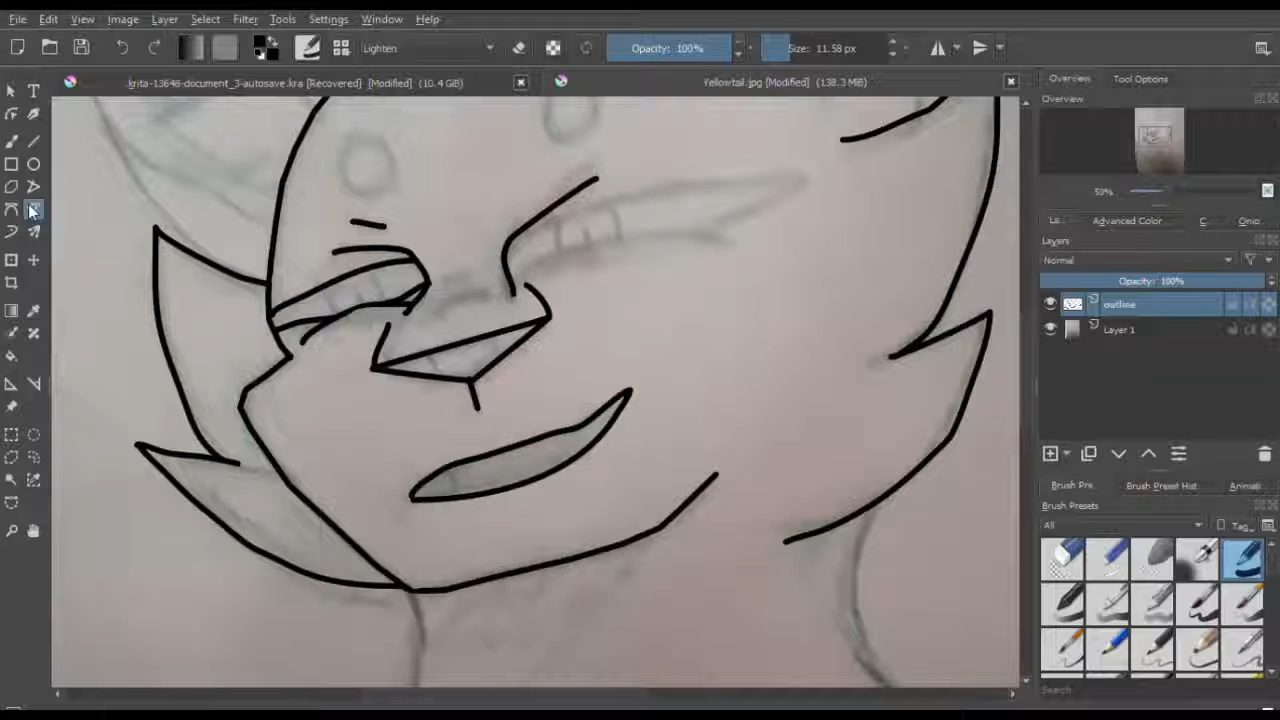 File Edit View Image Layer Select Filter Tools Settings Window Help
Lighten Opacity: 100% Size: 11.58 px
krita-13648-document_3-autosave.kra [Recovered] [Modified] (10.4 GiB) Yellowtail.jpg [Modified] (138.3 MiB)
Overview Tool Options
Overview
50%
La Advanced Color C Onio
Layers
Normal
Opacity: 100%
outline
Layer 1
Brush Pre Brush Preset Hist Animati
Brush Presets
All Tag
Search